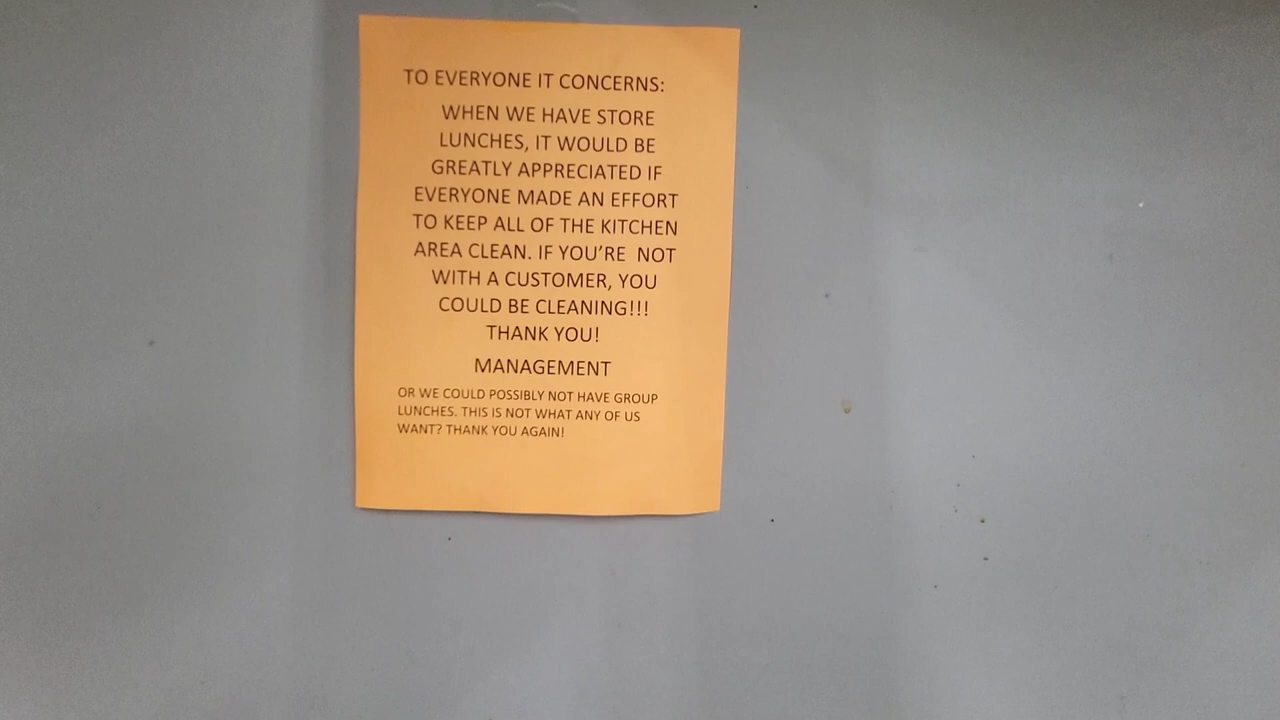 TO EVERYONE IT CONCERNS:
WHEN WE HAVE STORE
LUNCHES, IT WOULD BE
GREATLY APPRECIATED IF
EVERYONE MADE AN EFFORT
TO KEEP ALL OF THE KITCHEN
AREA CLEAN. IF YOU’RE  NOT
WITH A CUSTOMER, YOU
COULD BE CLEANING!!!
THANK YOU!
MANAGEMENT
OR WE COULD POSSIBLY NOT HAVE GROUP
LUNCHES. THIS IS NOT WHAT ANY OF US
WANT? THANK YOU AGAIN!